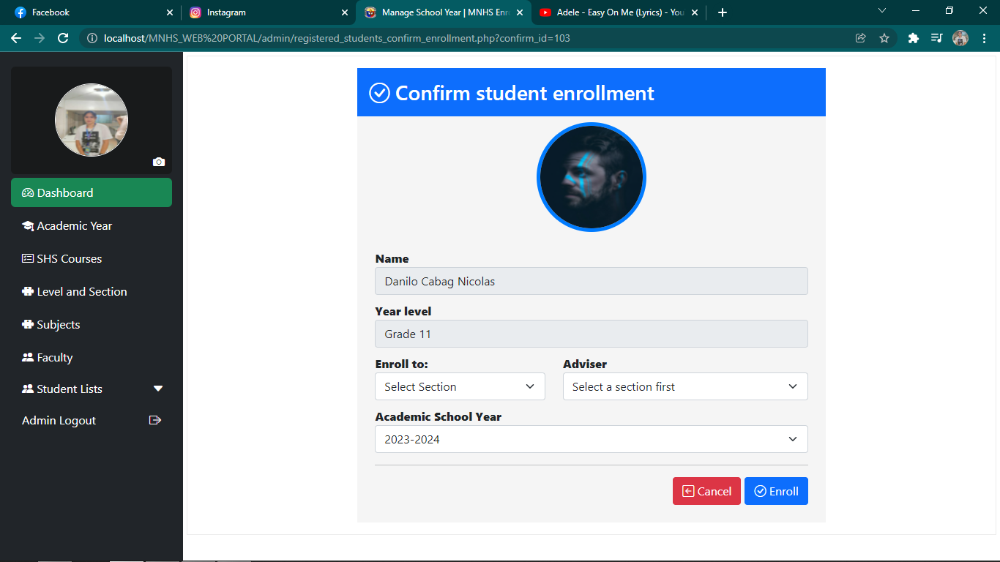 Facebook
Instagram
Manage School Year | MNHS Enr
Adele - Easy On Me (Lyrics) - You
localhost/MNHS_WEB%20PORTAL/admin/registered_students_confirm_enrollment.php?confirm_id=103
Confirm student enrollment
Dashboard
Academic Year
SHS Courses
Level and Section
Subjects
Faculty
Student Lists
Admin Logout
Name
Danilo Cabag Nicolas
Year level
Grade 11
Enroll to: Adviser
Select Section Select a section first
Academic School Year
2023-2024
Cancel Enroll